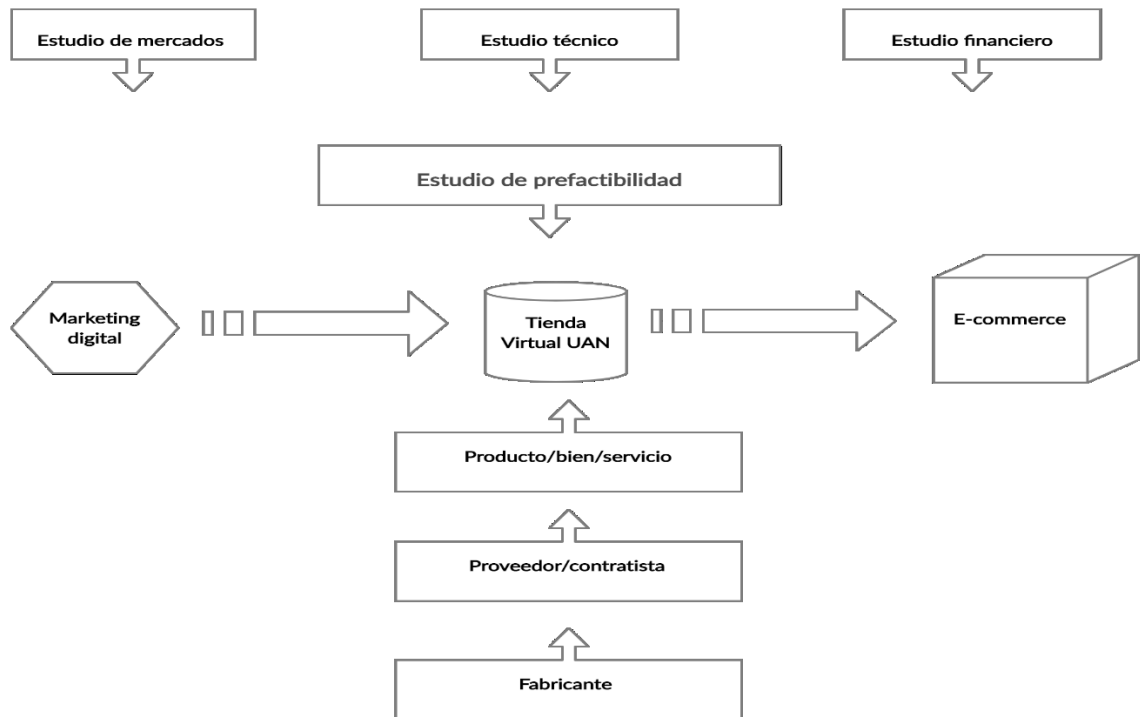 Estudio de mercados
Estudio técnico
Estudio financiero
Estudio de prefactibilidad
Marketing
digital
Tienda
Virtual UAN
E-commerce
Producto/bien/servicio
Proveedor/contratista
Fabricante